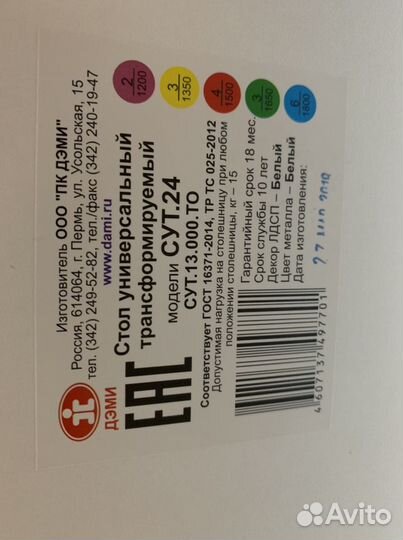 Изготовитель ООО "ПК ДЭМИ"
Россия, 614064, г. Пермь, ул. Усольская, 15
тел. (342) 249-52-82, тел./факс (342) 240-19-47
www.dami.ru
Стол универсальный
трансформируемый
модели СУТ.24
СУТ.13.000.ТО
Соответствует ГОСТ 16371-2014, ТР ТС 025-2012
Допустимая нагрузка на столешницу при любом
положении столешницы, кг – 15
Гарантийный срок 18 мес.
Срок службы 10 лет
Декор ЛДСП – Белый
Цвет металла – Белый
Дата изготовления:
2
1200
3
1350
4
1500
3
1650
6
1800
ДЭМИ
ЕАС
4607137497701
Avito